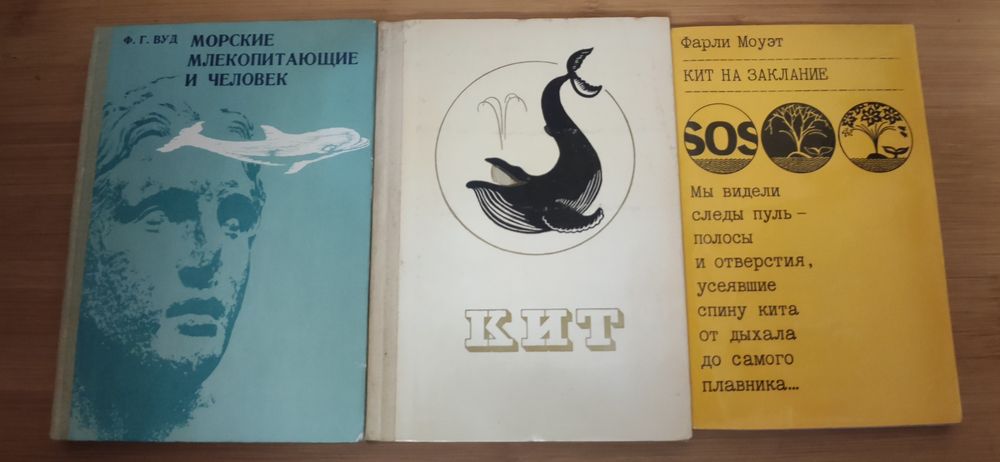 Ф. Г. ВУД
МОРСКИЕ
МЛЕКОПИТАЮЩИЕ
И ЧЕЛОВЕК
КИТ
Фарли Моуэт
КИТ НА ЗАКЛАНИЕ
SOS
Мы видели
следы пуль –
полосы
и отверстия,
усеявшие
спину кита
от дыхала
до самого
плавника...